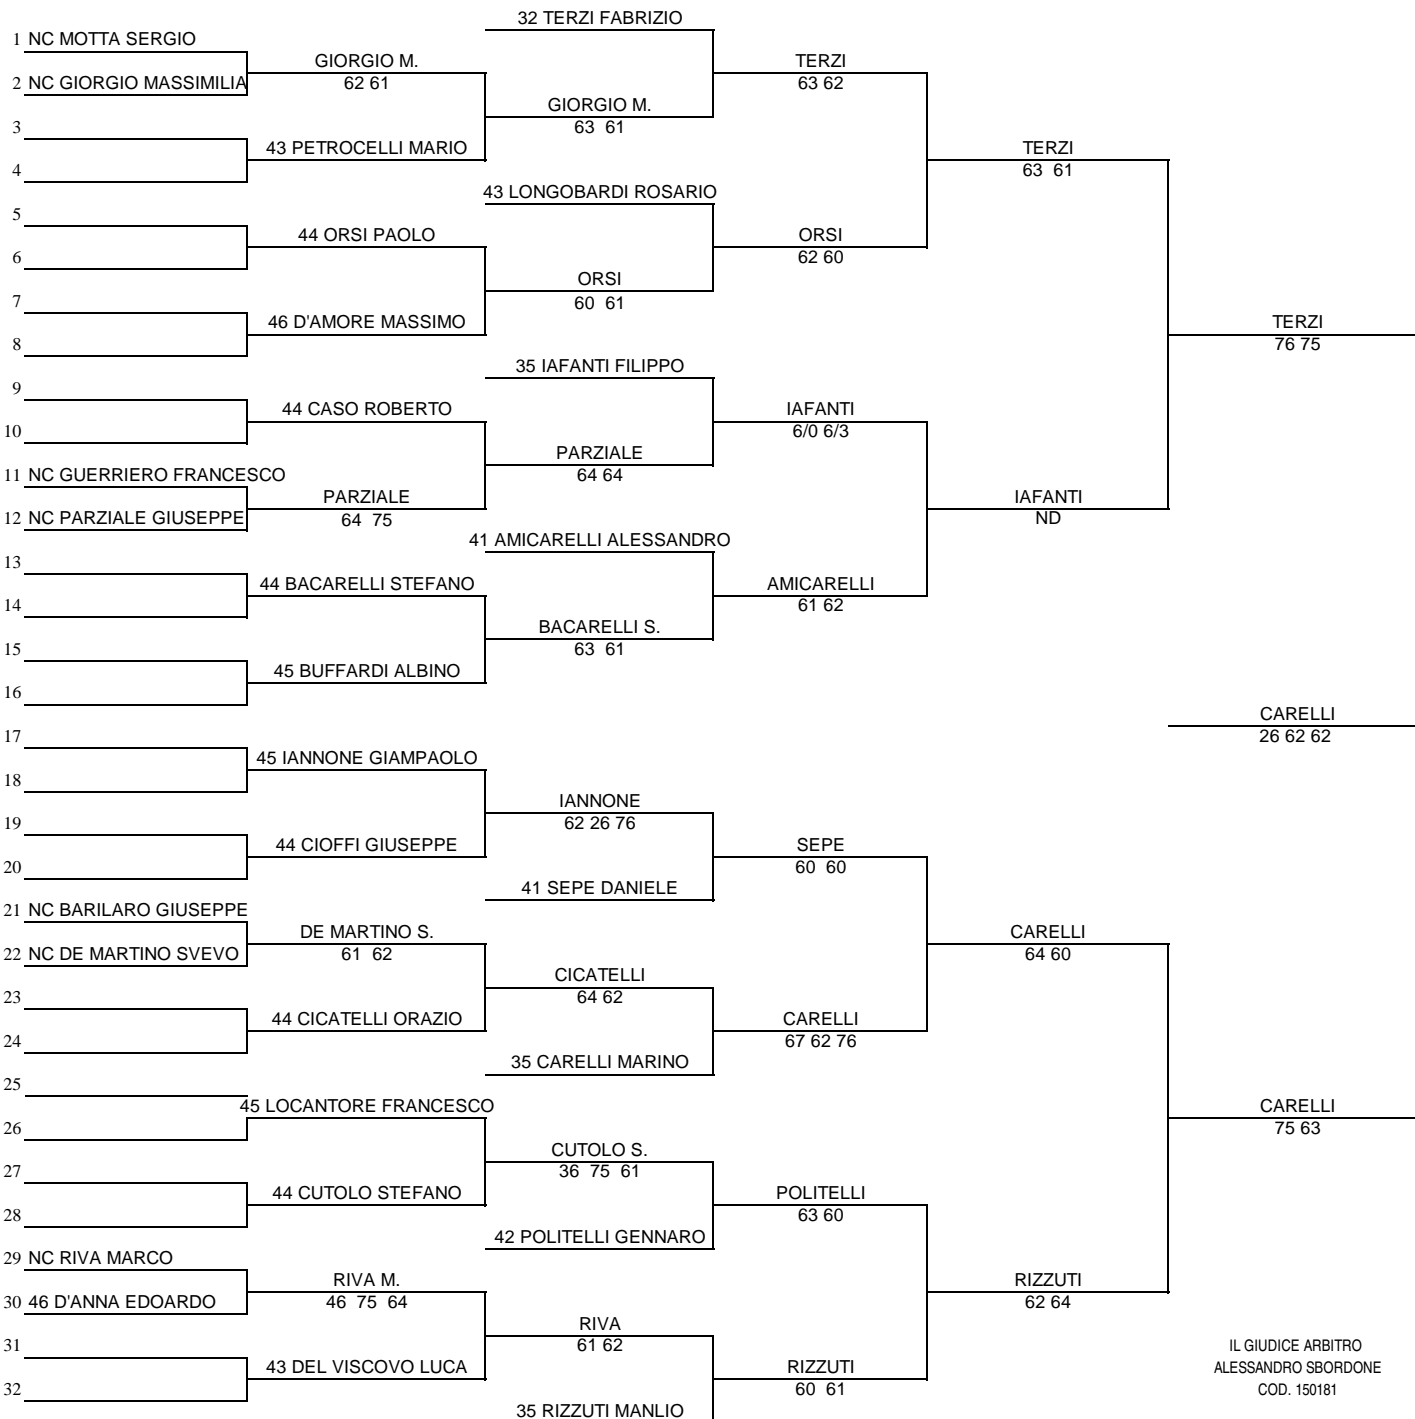 32 TERZI FABRIZIO
1 NC MOTTA SERGIO
GIORGIO M.
62 61
TERZI
63 62
2 NC GIORGIO MASSIMILIA
GIORGIO M.
63 61
3
43 PETROCELLI MARIO
TERZI
63 61
4
43 LONGOBARDI ROSARIO
5
44 ORSI PAOLO
ORSI
62 60
6
ORSI
60 61
7
46 D'AMORE MASSIMO
TERZI
76 75
8
35 IAFANTI FILIPPO
9
44 CASO ROBERTO
IAFANTI
6/0 6/3
10
PARZIALE
64 64
11 NC GUERRIERO FRANCESCO
PARZIALE
64 75
IAFANTI
ND
12 NC PARZIALE GIUSEPPE
41 AMICARELLI ALESSANDRO
13
44 BACARELLI STEFANO
AMICARELLI
61 62
14
BACARELLI S.
63 61
15
45 BUFFARDI ALBINO
16
CARELLI
26 62 62
17
45 IANNONE GIAMPAOLO
18
IANNONE
62 26 76
19
44 CIOFFI GIUSEPPE
SEPE
60 60
20
41 SEPE DANIELE
21 NC BARILARO GIUSEPPE
DE MARTINO S.
61 62
CARELLI
64 60
22 NC DE MARTINO SVEVO
CICATELLI
64 62
23
44 CICATELLI ORAZIO
CARELLI
67 62 76
24
35 CARELLI MARINO
25
45 LOCANTORE FRANCESCO
CARELLI
75 63
26
CUTOLO S.
36 75 61
27
44 CUTOLO STEFANO
POLITELLI
63 60
28
42 POLITELLI GENNARO
29 NC RIVA MARCO
RIVA M.
46 75 64
RIZZUTI
62 64
30 46 D'ANNA EDOARDO
RIVA
61 62
31
43 DEL VISCOVO LUCA
RIZZUTI
60 61
32
35 RIZZUTI MANLIO
IL GIUDICE ARBITRO
ALESSANDRO SBORDONE
COD. 150181